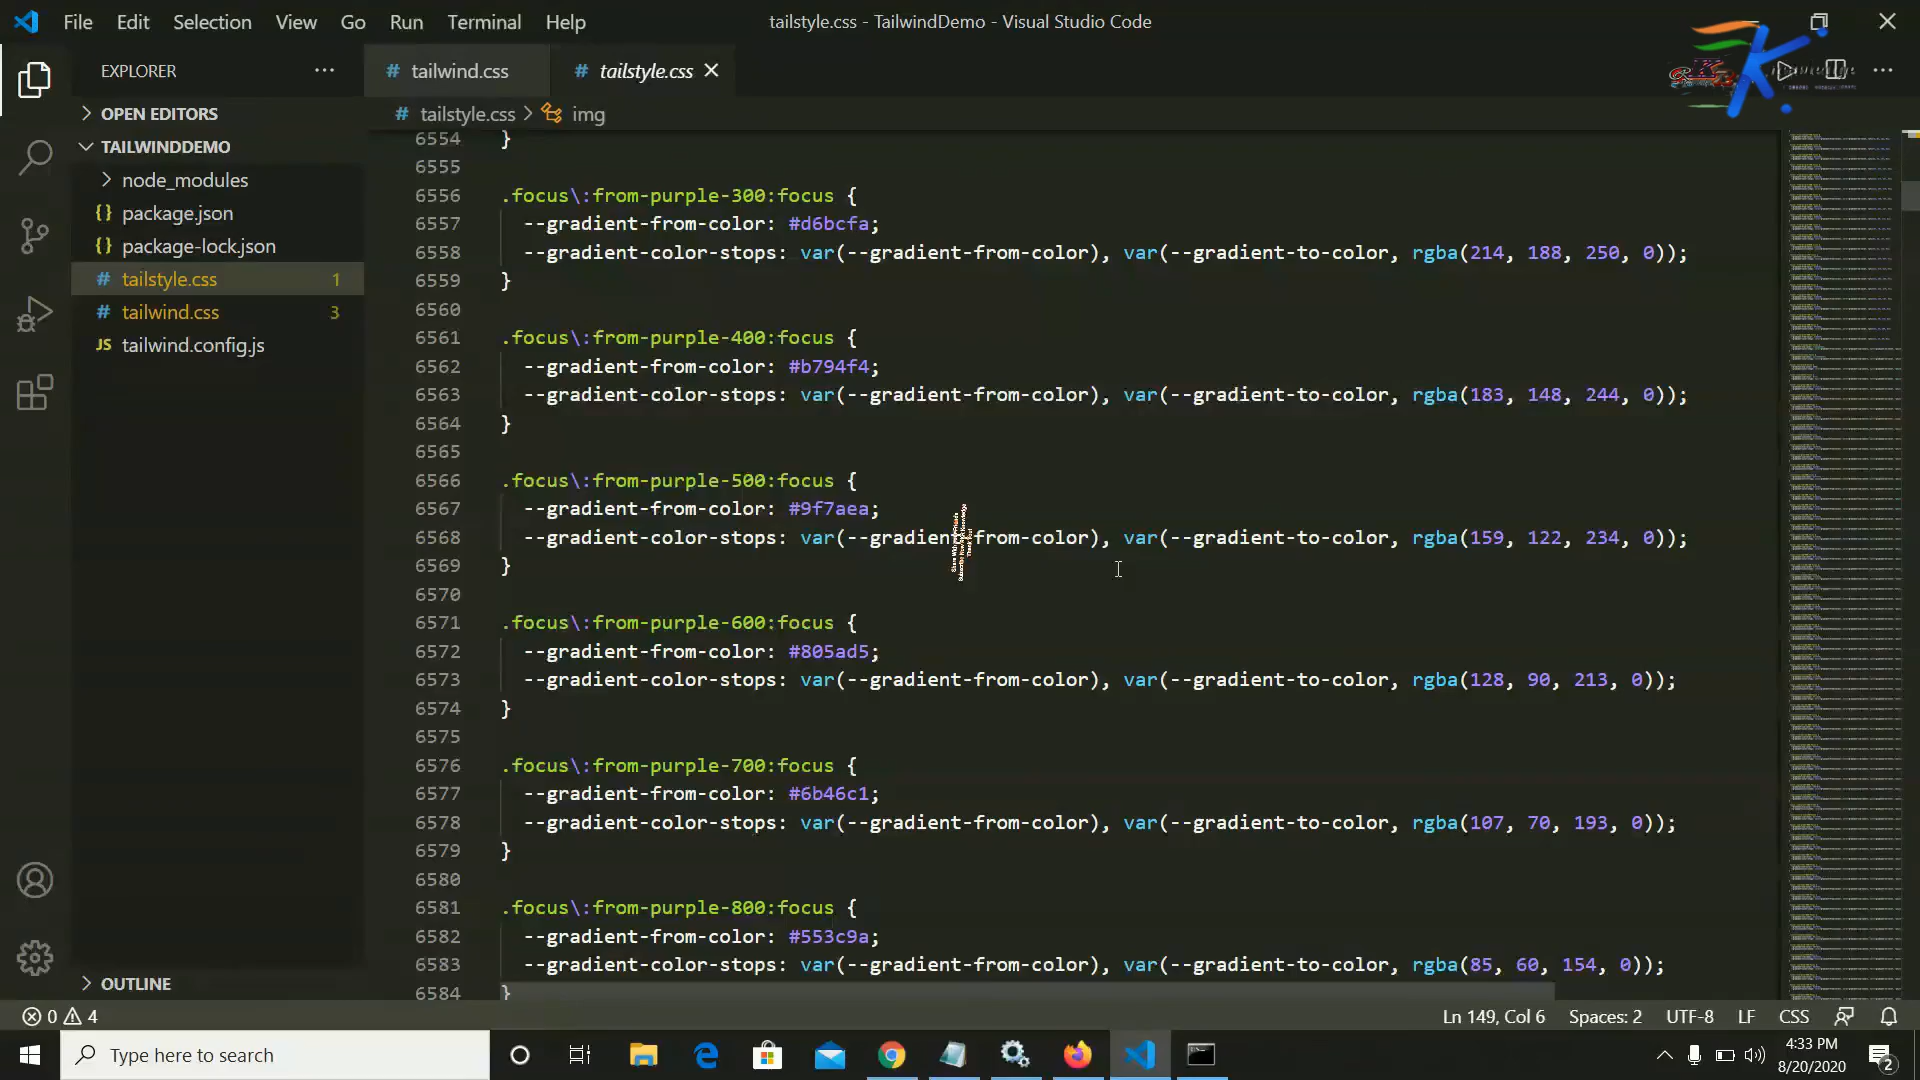 File Edit Selection View Go Run Terminal Help
tailstyle.css - TailwindDemo - Visual Studio Code
EXPLORER
tailwind.css
tailstyle.css
OPEN EDITORS
tailstyle.css > img
TAILWINDDEMO
node_modules
package.json
package-lock.json
tailstyle.css 1
tailwind.css 3
tailwind.config.js
6554 }
6555
6556 .focus\:from-purple-300:focus {
6557 --gradient-from-color: #d6bcfa;
6558 --gradient-color-stops: var(--gradient-from-color), var(--gradient-to-color, rgba(214, 188, 250, 0));
6559 }
6560
6561 .focus\:from-purple-400:focus {
6562 --gradient-from-color: #b794f4;
6563 --gradient-color-stops: var(--gradient-from-color), var(--gradient-to-color, rgba(183, 148, 244, 0));
6564 }
6565
6566 .focus\:from-purple-500:focus {
6567 --gradient-from-color: #9f7aea;
6568 --gradient-color-stops: var(--gradient-from-color), var(--gradient-to-color, rgba(159, 122, 234, 0));
6569 }
6570
6571 .focus\:from-purple-600:focus {
6572 --gradient-from-color: #805ad5;
6573 --gradient-color-stops: var(--gradient-from-color), var(--gradient-to-color, rgba(128, 90, 213, 0));
6574 }
6575
6576 .focus\:from-purple-700:focus {
6577 --gradient-from-color: #6b46c1;
6578 --gradient-color-stops: var(--gradient-from-color), var(--gradient-to-color, rgba(107, 70, 193, 0));
6579 }
6580
6581 .focus\:from-purple-800:focus {
6582 --gradient-from-color: #553c9a;
6583 --gradient-color-stops: var(--gradient-from-color), var(--gradient-to-color, rgba(85, 60, 154, 0));
6584 }
OUTLINE
0 4
Ln 149, Col 6 Spaces: 2 UTF-8 LF CSS
Type here to search
4:33 PM
8/20/2020
2